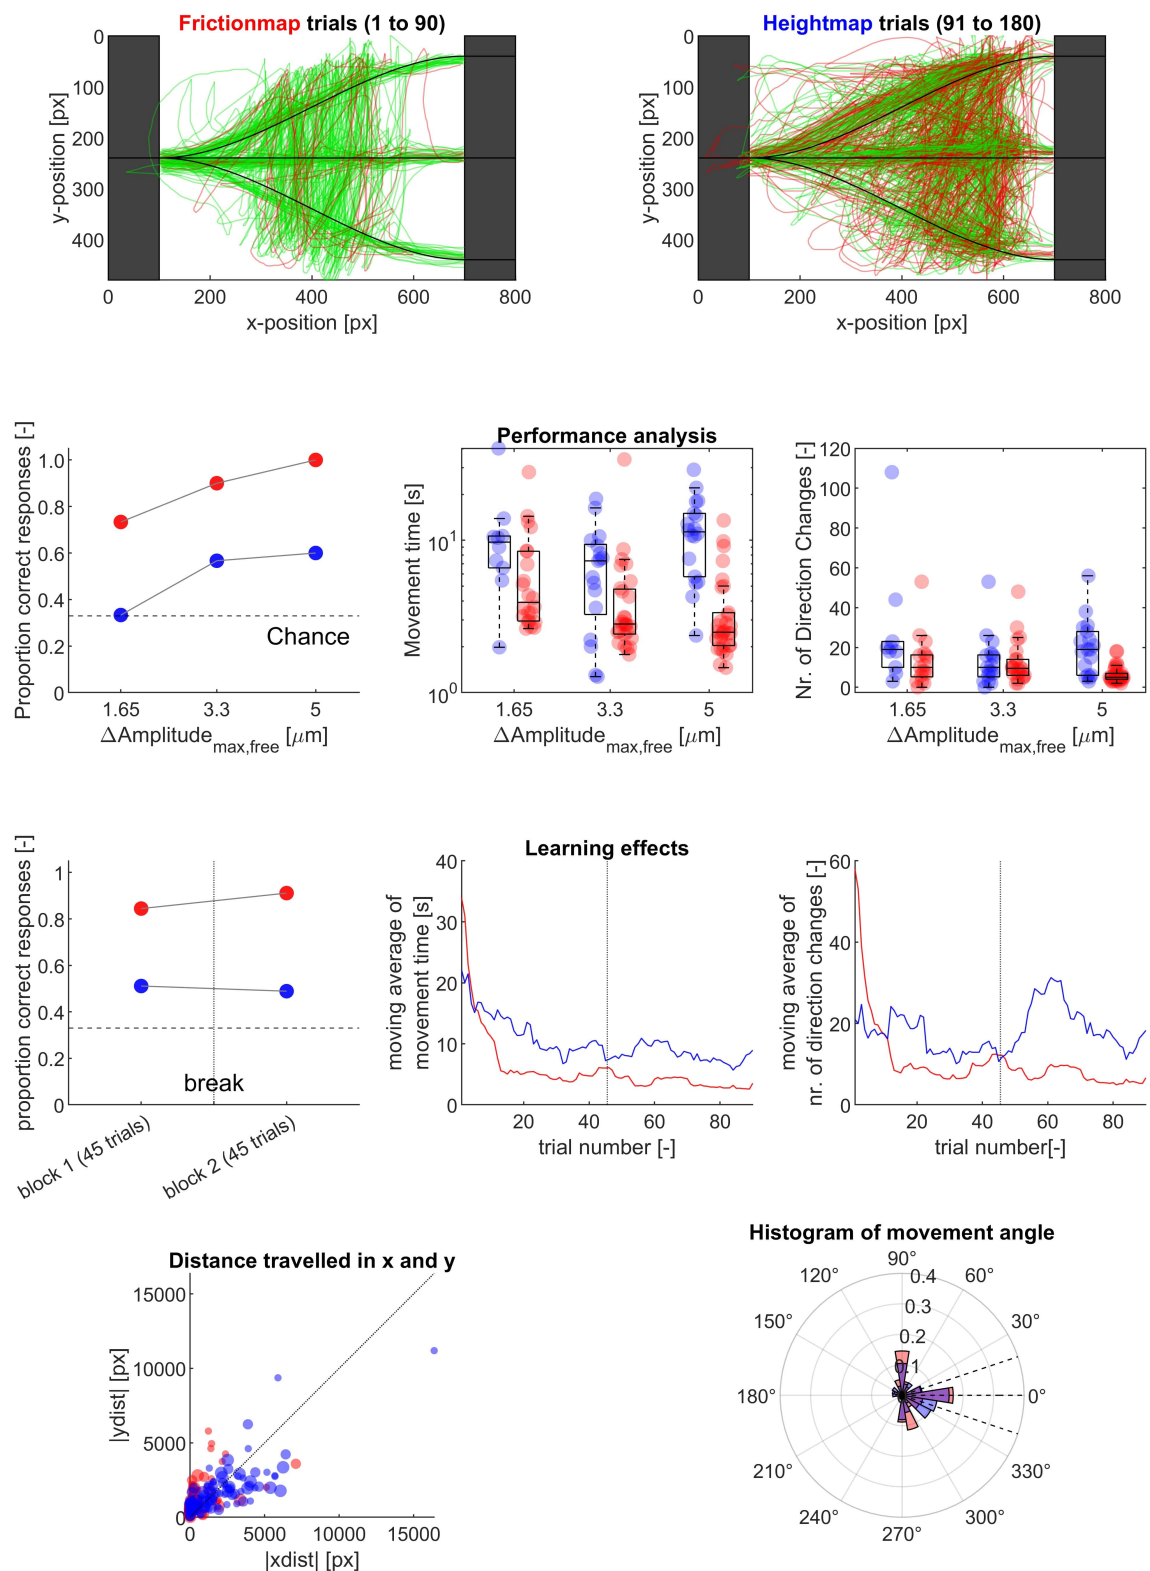 Frictionmap trials (1 to 90)
0
100
200
300
400
y-position [px]
0 200 400 600 800
x-position [px]
Heightmap trials (91 to 180)
0
100
200
300
400
y-position [px]
0 200 400 600 800
x-position [px]
Proportion correct responses [-]
1.0
0.8
0.6
0.4
0.2
0
Chance
1.65 3.3 5
ΔAmplitude max,free [μm]
Performance analysis
Movement time [s]
10^1
10^0
1.65 3.3 5
ΔAmplitude max,free [μm]
Nr. of Direction Changes [-]
120
100
80
60
40
20
0
1.65 3.3 5
ΔAmplitude max,free [μm]
proportion correct responses [-]
1
0.8
0.6
0.4
0.2
0
break
block 1 (45 trials)
block 2 (45 trials)
Learning effects
moving average of
movement time [s]
40
30
20
10
0
20 40 60 80
trial number [-]
moving average of
nr. of direction changes [-]
60
40
20
0
20 40 60 80
trial number[-]
Distance travelled in x and y
|ydist| [px]
15000
10000
5000
0
0 5000 10000 15000
|xdist| [px]
Histogram of movement angle
90°
120° 60°
150° 30°
180° 0°
210° 330°
240° 300°
270°
0.4
0.3
0.2
0.1
0